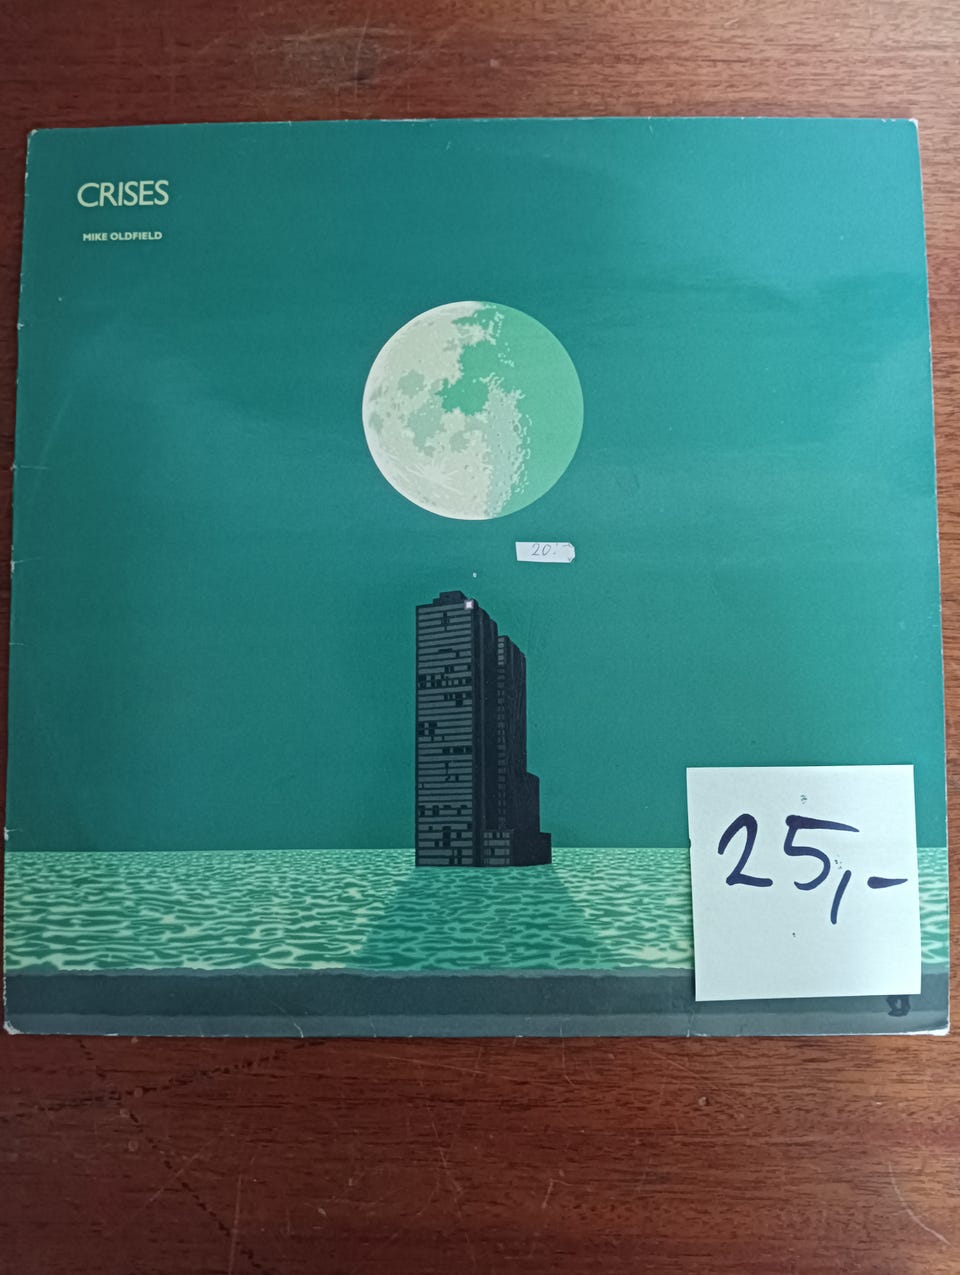 CRISES
MIKE OLDFIELD
20.-
25,-